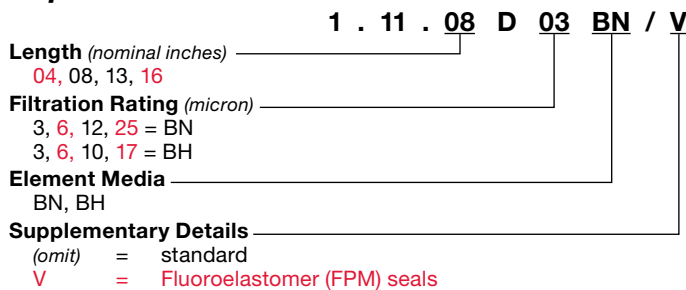 1 . 11 . 08 D 03 BN / V
Length (nominal inches)
04, 08, 13, 16
Filtration Rating (micron)
3, 6, 12, 25 = BN
3, 6, 10, 17 = BH
Element Media
BN, BH
Supplementary Details
(omit) = standard
V = Fluoroelastomer (FPM) seals